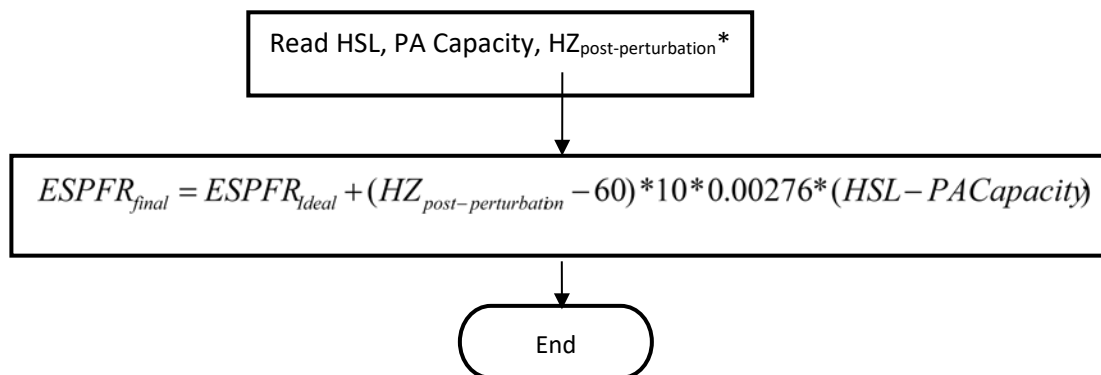 Read HSL, PA Capacity, HZpost-perturbation*
ESPFRfinal = ESPFRIdeal + (HZpost−perturbation − 60) * 10 * 0.00276 * (HSL − PACapacity)
End